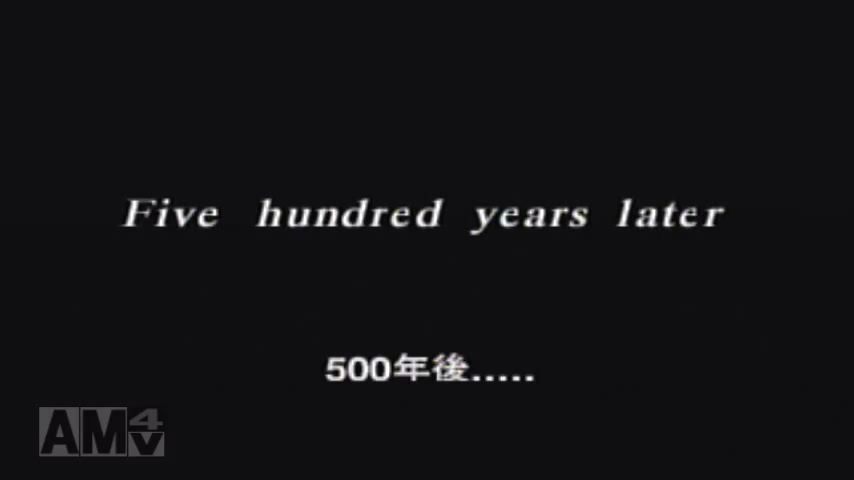 Five hundred years later
500年後.....
AM4v